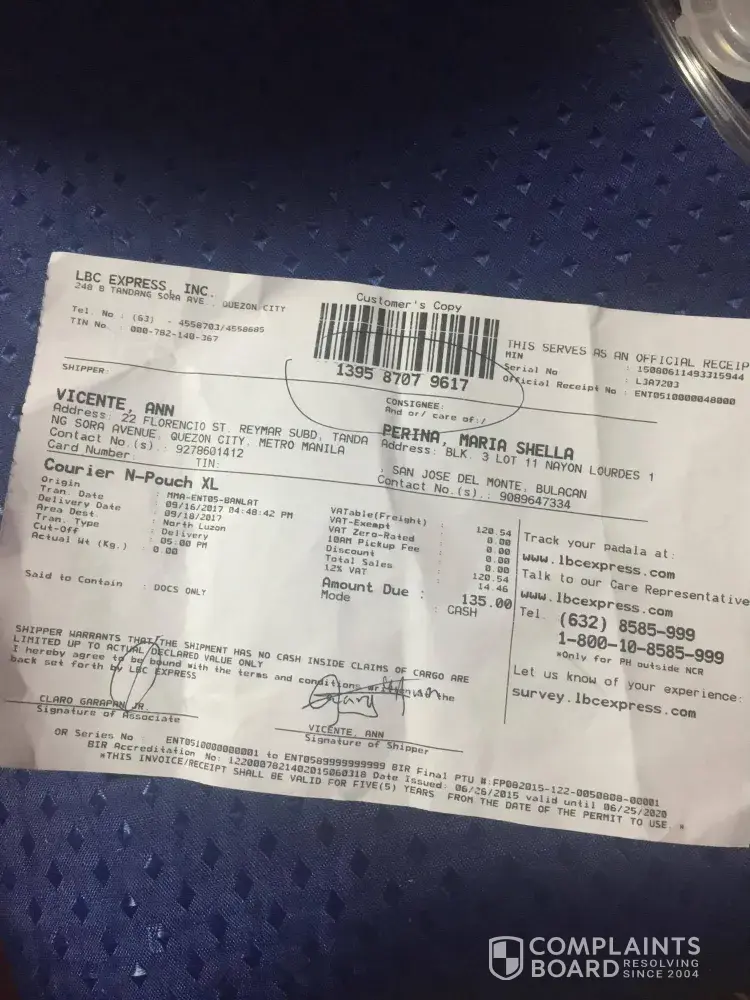 LBC EXPRESS, INC.
248 B TANDANG SORA AVE., QUEZON CITY
Tel. No : (63) - 4558703/4558685
TIN No. : 000-782-140-367
Customer's Copy
1395 8707 9617
THIS SERVES AS AN OFFICIAL RECEIP
MIN : 15080611493315944
Serial No : L3A7203
Official Receipt No : ENT0510000048000
SHIPPER:
VICENTE, ANN
Address: 22 FLORENCIO ST. REYMAR SUBD, TANDA
NG SORA AVENUE, QUEZON CITY, METRO MANILA
Contact No.(s).: 9278601412
Card Number: TIN:
CONSIGNEE:
And or/ care of:/
PERINA, MARIA SHELLA
Address: BLK. 3 LOT 11 NAYON LOURDES 1
, SAN JOSE DEL MONTE, BULACAN
Contact No.(s).: 9089647334
Courier N-Pouch XL
Origin : MMA-ENT05-BANLAT
Tran. Date : 09/16/2017 04:48:42 PM
Delivery Date : 09/18/2017
Area Dest. : North Luzon
Tran. Type : Delivery
Cut-Off : 05:00 PM
Actual Wt (Kg.) : 0.00
Said to Contain : DOCS ONLY
VATable(Freight) : 120.54
VAT-Exempt : 0.00
VAT Zero-Rated : 0.00
10AM Pickup Fee : 0.00
Discount : 0.00
Total Sales : 120.54
12% VAT : 14.46
Amount Due : 135.00
Mode : CASH
Track your padala at:
www.lbcexpress.com
Talk to our Care Representative
www.lbcexpress.com
Tel. (632) 8585-999
1-800-10-8585-999
*Only for PH outside NCR
Let us know of your experience:
survey.lbcexpress.com
SHIPPER WARRANTS THAT THE SHIPMENT HAS NO CASH INSIDE CLAIMS OF CARGO ARE
LIMITED UP TO ACTUAL DECLARED VALUE ONLY
I hereby agree to be bound with the terms and conditions written on the
back set forth by LBC EXPRESS
CLARO GARAPAN JR.
Signature of Associate
VICENTE, ANN
Signature of Shipper
OR Series No ENT0510000000001 to ENT0589999999999 BIR Final PTU #:FP082015-122-0050808-00001
BIR Accreditation No: 1220007821402015060318 Date Issued: 06/26/2015 valid until 06/25/2020
*THIS INVOICE/RECEIPT SHALL BE VALID FOR FIVE(5) YEARS FROM THE DATE OF THE PERMIT TO USE. *
COMPLAINTS
BOARD RESOLVING
SINCE 2004